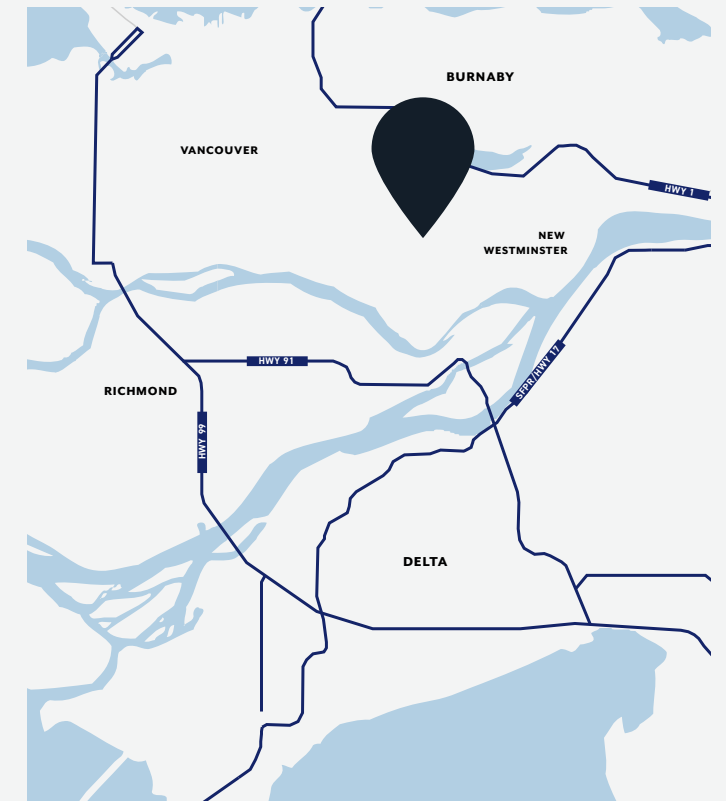 BURNABY
VANCOUVER
HWY 1
NEW
WESTMINSTER
HWY 91
SFPR/HWY 17
RICHMOND
HWY 99
DELTA